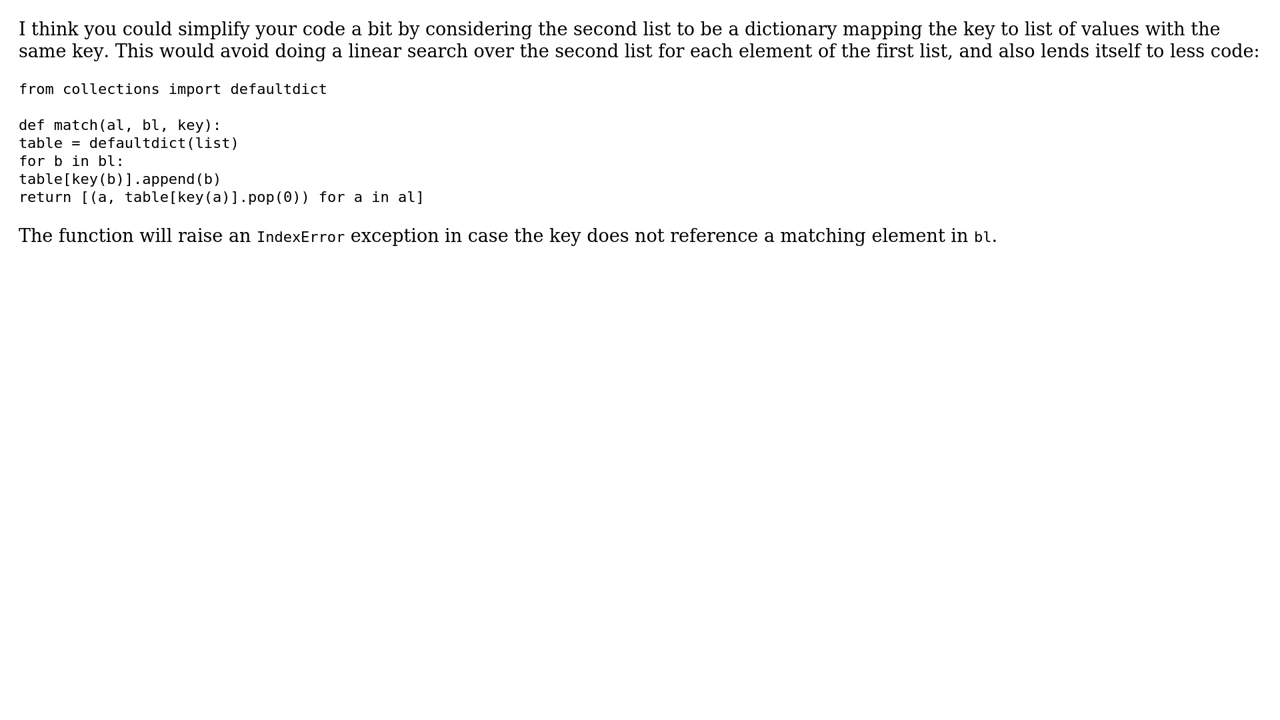 I think you could simplify your code a bit by considering the second list to be a dictionary mapping the key to list of values with the
same key. This would avoid doing a linear search over the second list for each element of the first list, and also lends itself to less code:
from collections import defaultdict
def match(al, bl, key):
table = defaultdict(list)
for b in bl:
table[key(b)].append(b)
return [(a, table[key(a)].pop(0)) for a in al]
The function will raise an IndexError exception in case the key does not reference a matching element in bl.